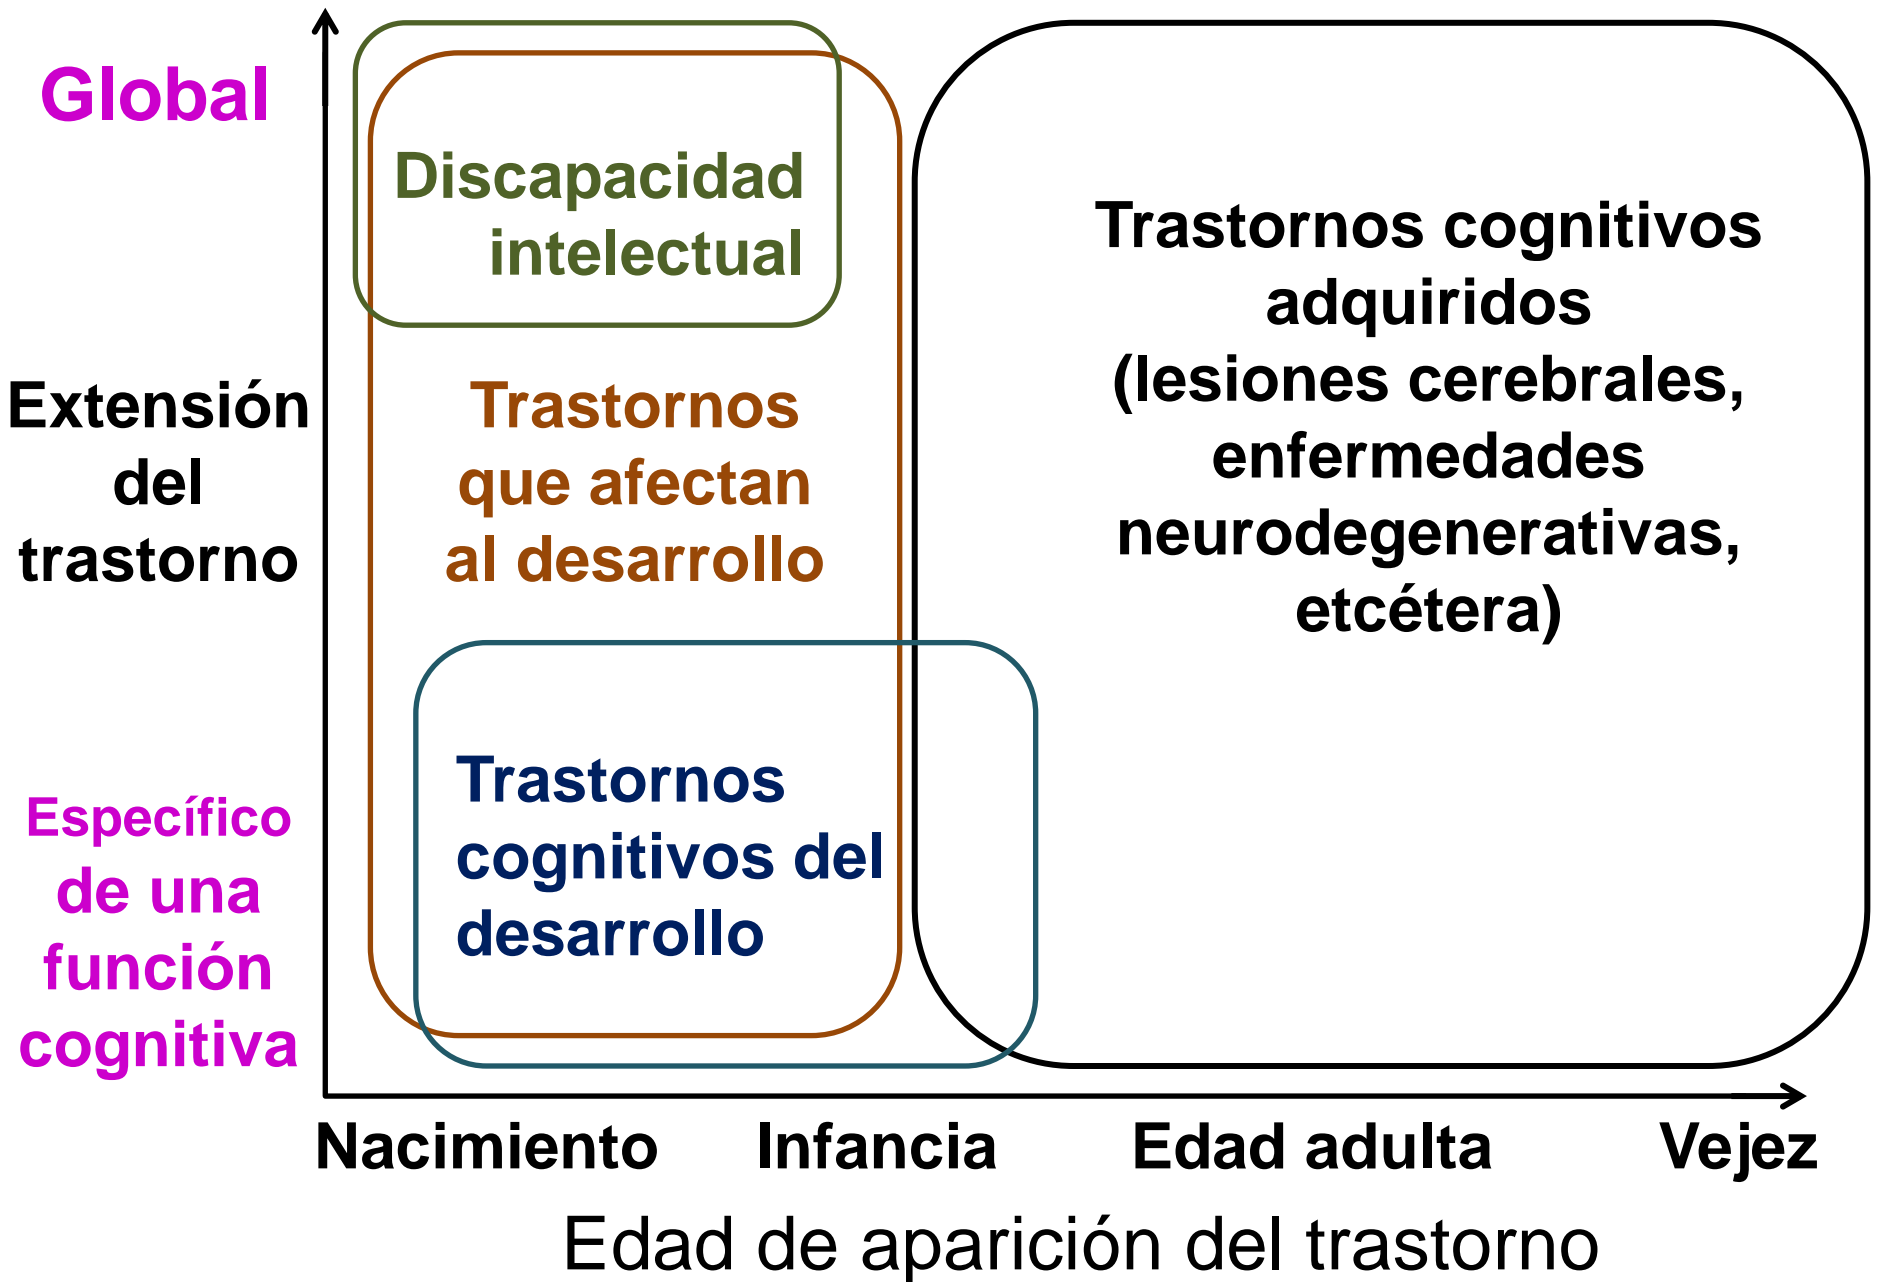 Global
Extensión
del
trastorno
Específico
de una
función
cognitiva
Discapacidad
intelectual
Trastornos
que afectan
al desarrollo
Trastornos
cognitivos del
desarrollo
Trastornos cognitivos
adquiridos
(lesiones cerebrales,
enfermedades
neurodegenerativas,
etcétera)
Nacimiento Infancia Edad adulta Vejez
Edad de aparición del trastorno